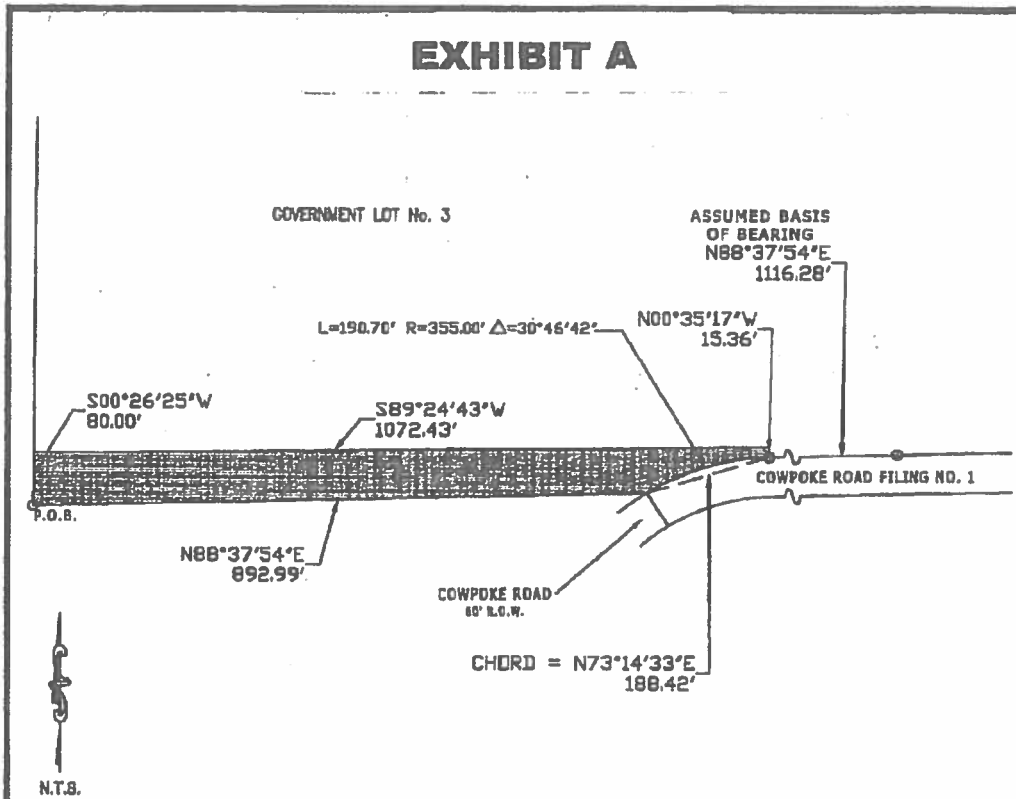 EXHIBIT A
GOVERNMENT LOT No. 3
ASSUMED BASIS
OF BEARING
N88°37'54"E
1116.28'
L=190.70' R=355.00' △=30°46'42"
N00°35'17"W
15.36'
S00°26'25"W
80.00'
S89°24'43"W
1072.43'
COWPOKE ROAD FILING NO. 1
P.O.B.
N88°37'54"E
892.99'
COWPOKE ROAD
60' R.O.W.
CHORD = N73°14'33"E
188.42'
N.T.S.